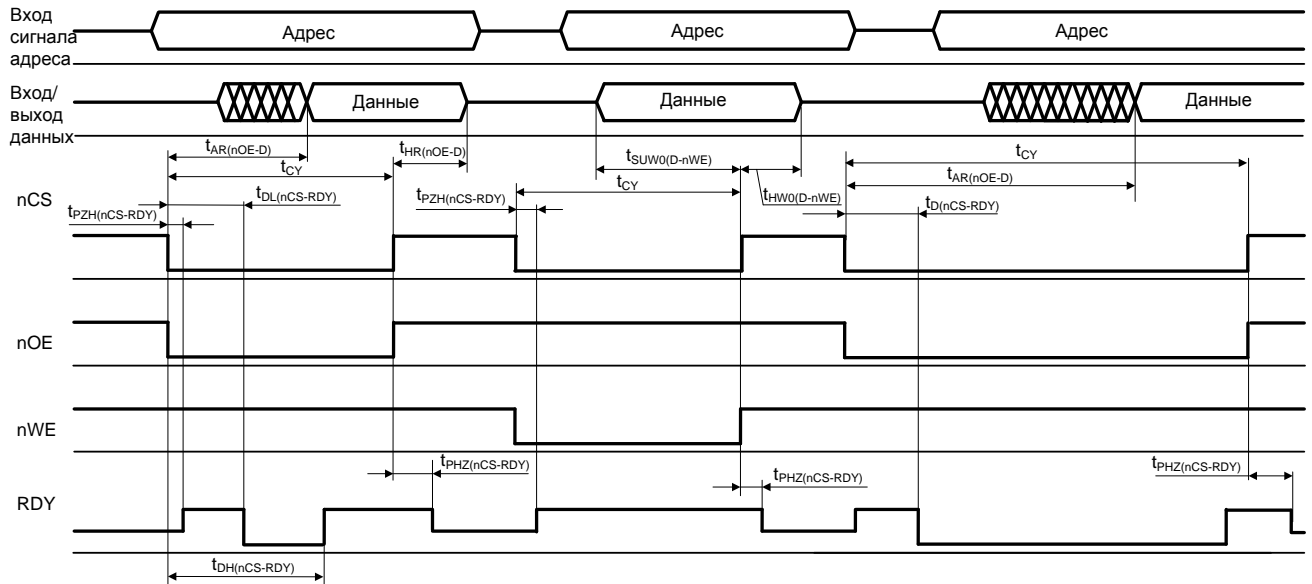 Вход
сигнала
адреса
Адрес
Адрес
Адрес
Вход/
выход
данных
Данные
Данные
Данные
tAR(nOE-D)
tHR(nOE-D)
tSUW0(D-nWE)
tCY
tCY
tCY
tAR(nOE-D)
tHW0(D-nWE)
nCS
tDL(nCS-RDY)
tPZH(nCS-RDY)
tPZH(nCS-RDY)
tD(nCS-RDY)
nOE
nWE
tPHZ(nCS-RDY)
tPHZ(nCS-RDY)
tPHZ(nCS-RDY)
RDY
tDH(nCS-RDY)